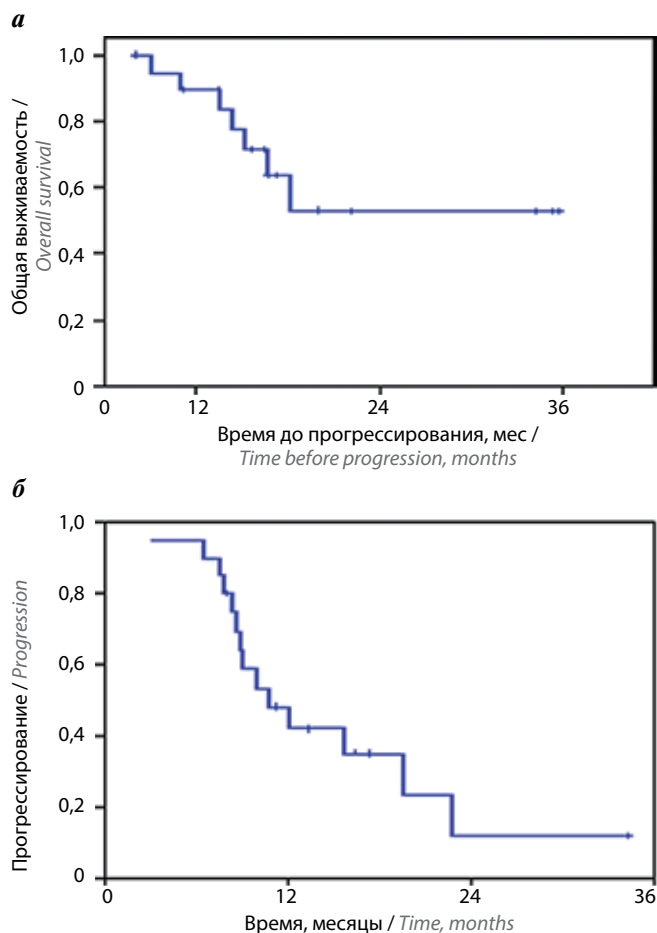 а
Общая выживаемость /
Overall survival
1,0
0,8
0,6
0,4
0,2
0
0 12 24 36
Время до прогрессирования, мес /
Time before progression, months
б
Прогрессирование / Progression
1,0
0,8
0,6
0,4
0,2
0
0 12 24 36
Время, месяцы / Time, months